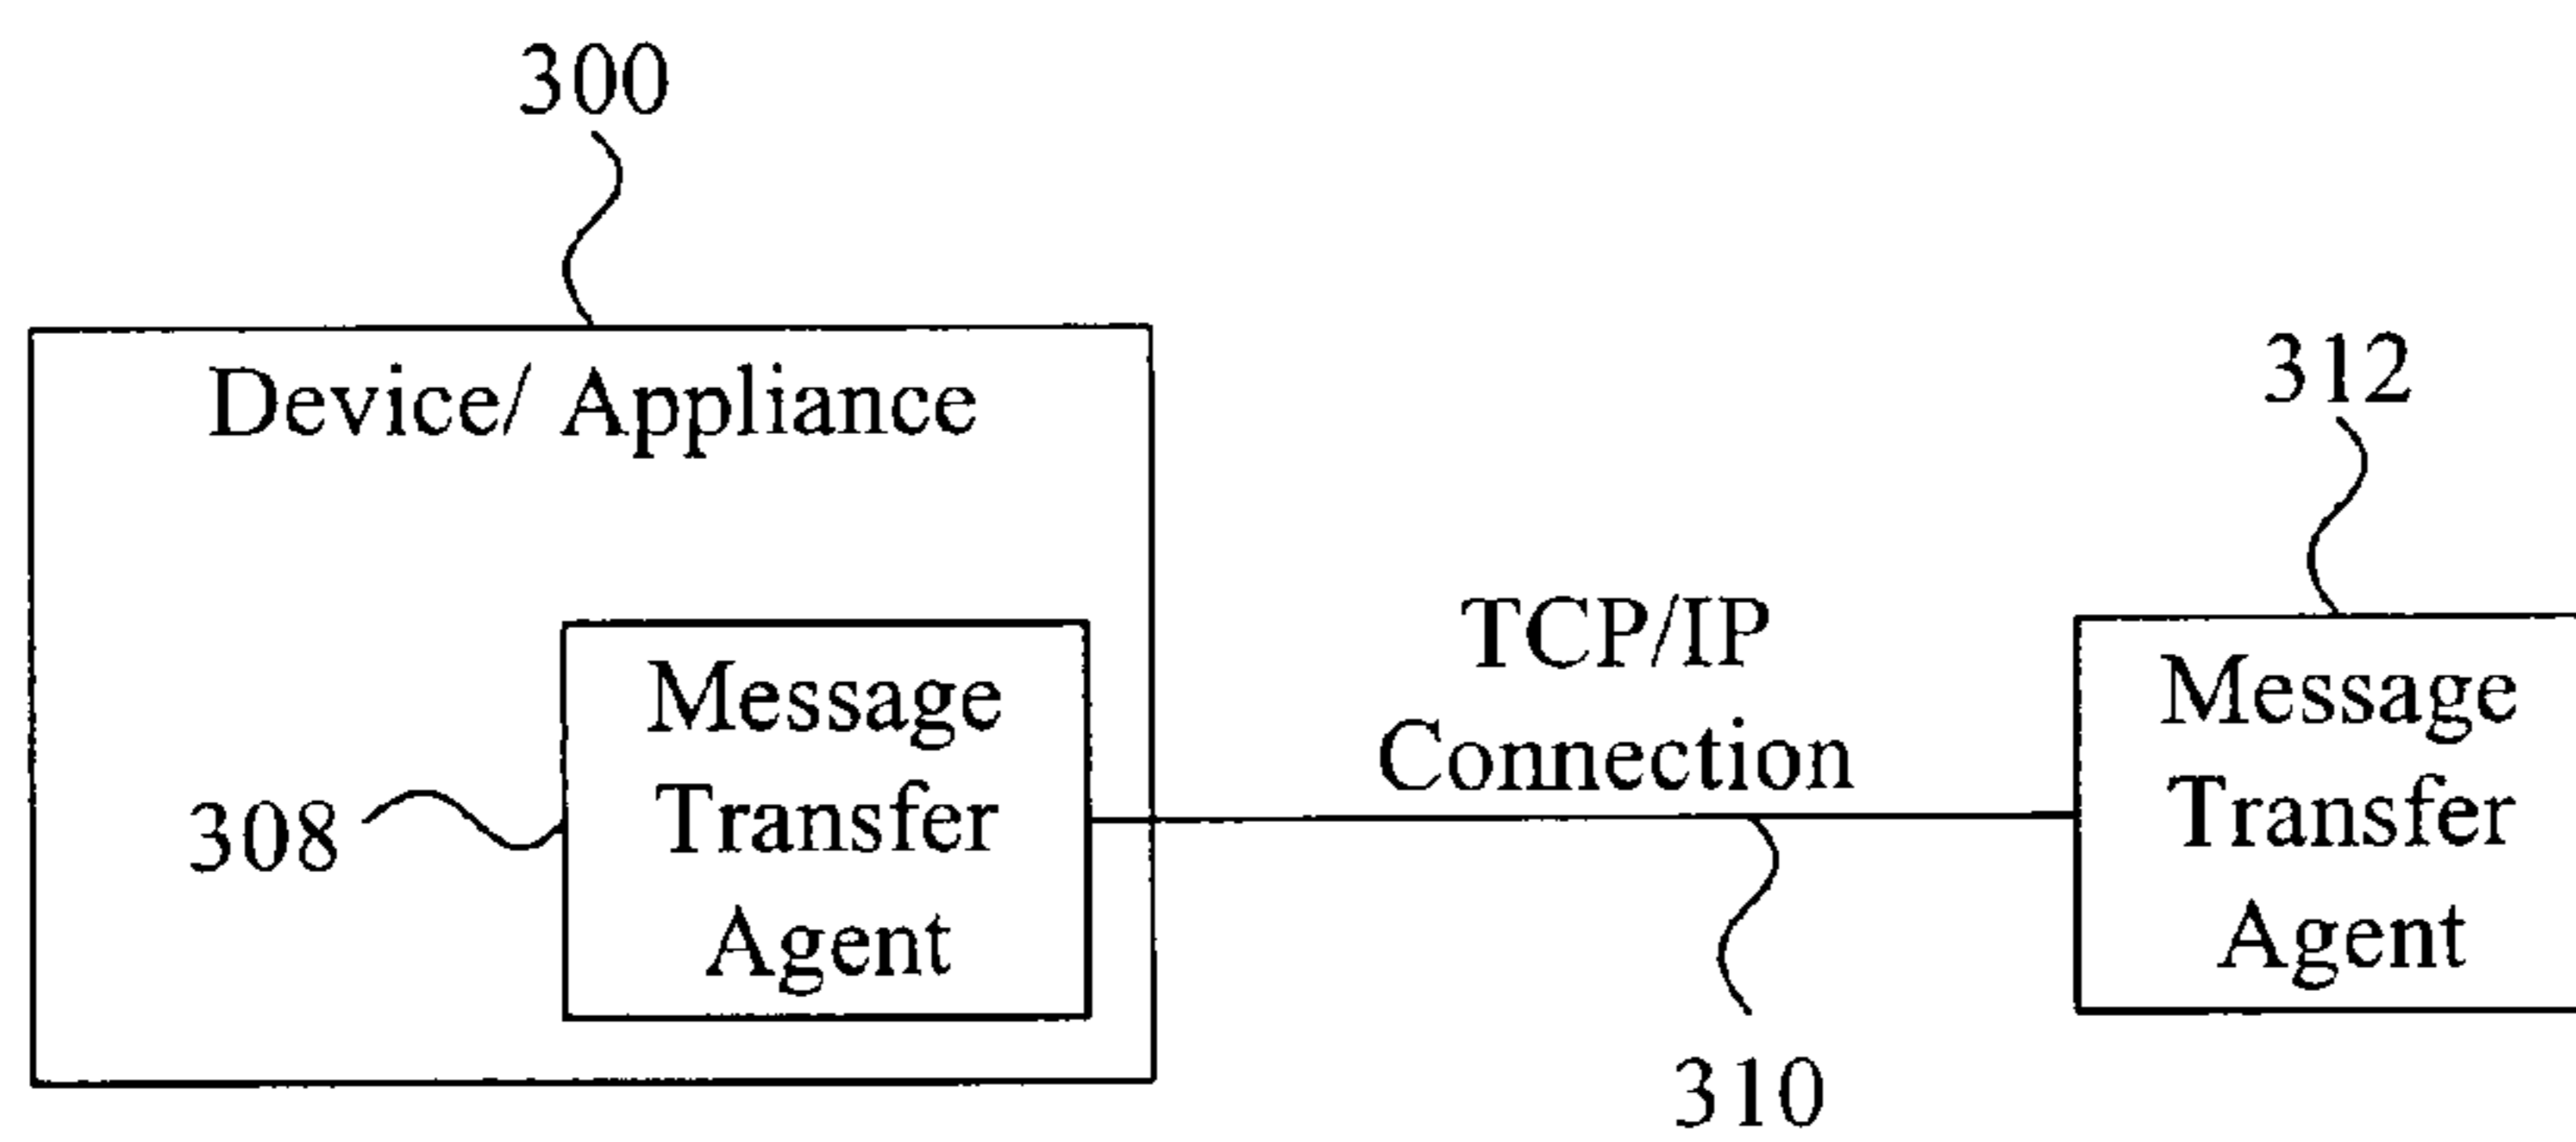 300
Device/ Appliance
312
TCP/IP
Connection
Message
Transfer
Agent
Message
Transfer
Agent
308
310